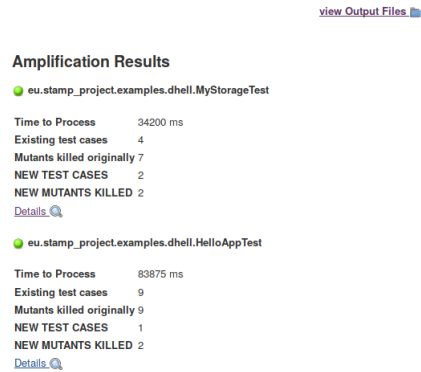 view Output Files
Amplification Results
eu.stamp_project.examples.dhell.MyStorageTest
Time to Process 34200 ms
Existing test cases 4
Mutants killed originally 7
NEW TEST CASES 2
NEW MUTANTS KILLED 2
Details
eu.stamp_project.examples.dhell.HelloAppTest
Time to Process 83875 ms
Existing test cases 9
Mutants killed originally 9
NEW TEST CASES 1
NEW MUTANTS KILLED 2
Details